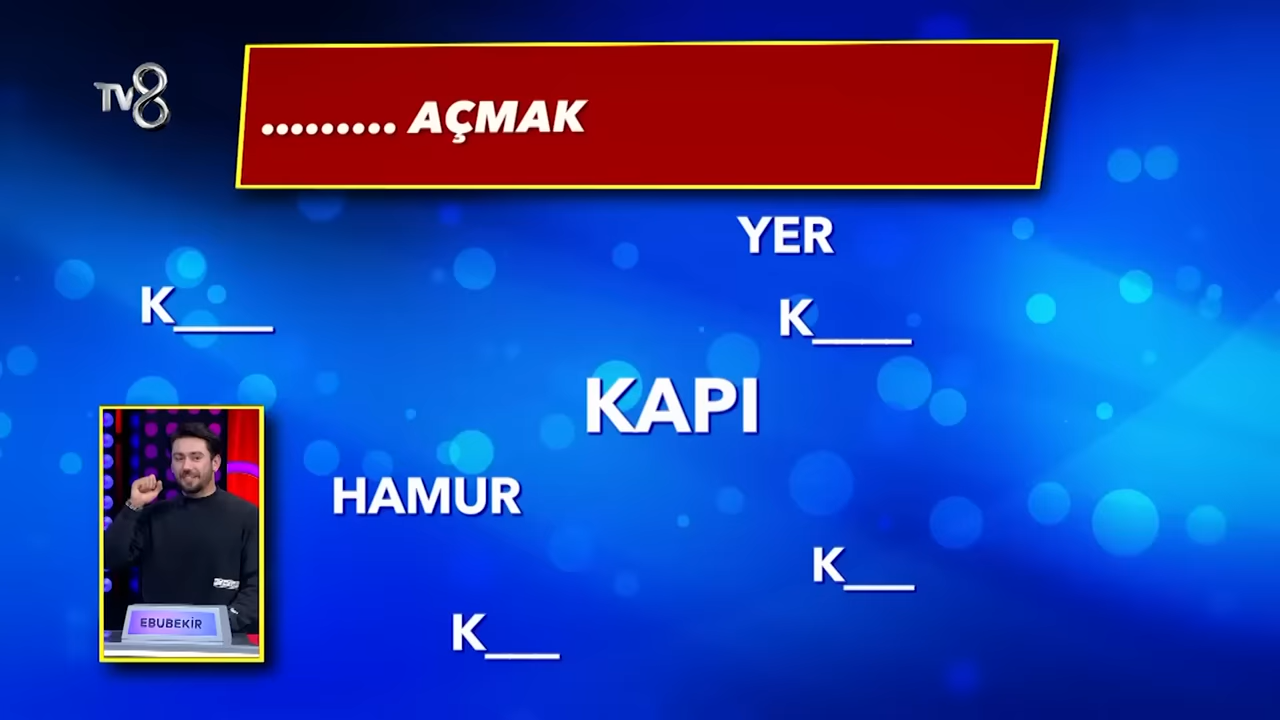 TV8
......... AÇMAK
YER
K____
K____
KAPI
HAMUR
K___
EBUBEKİR
K___